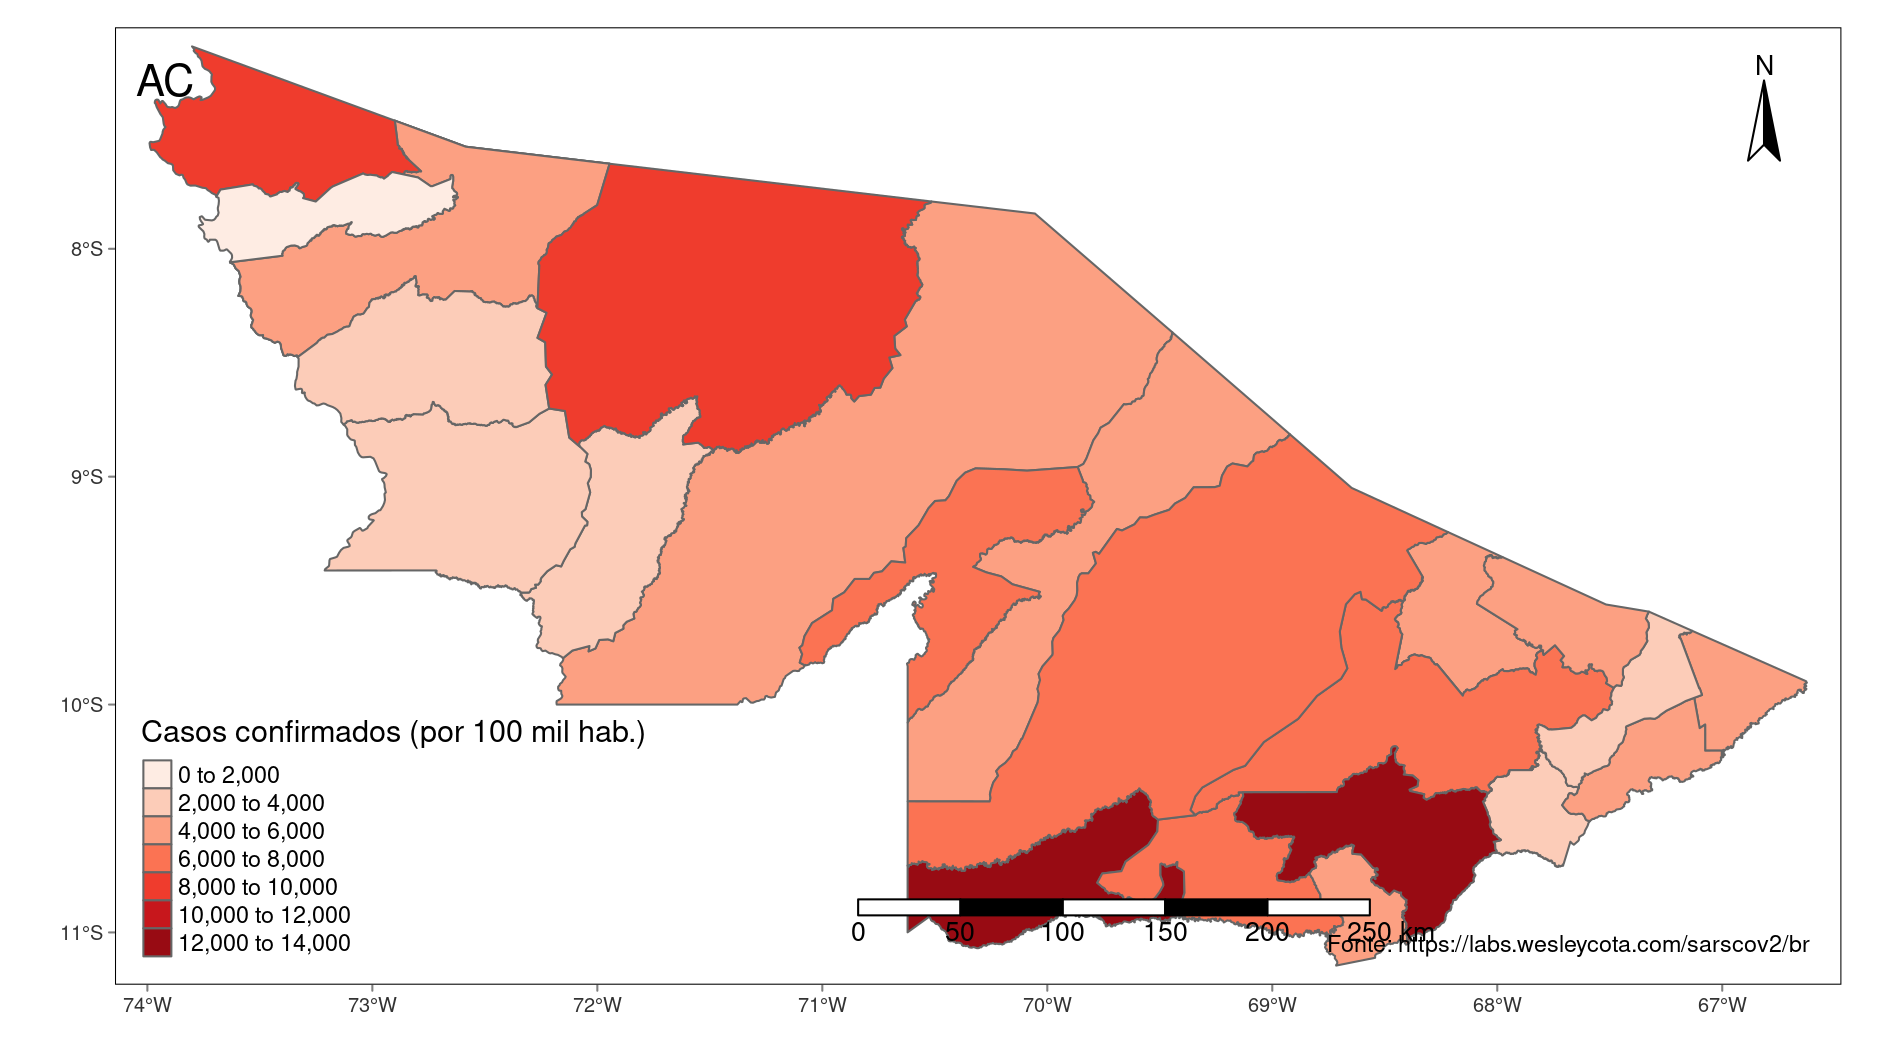 AC
N
8°S
9°S
10°S
11°S
Casos confirmados (por 100 mil hab.)
0 to 2,000
2,000 to 4,000
4,000 to 6,000
6,000 to 8,000
8,000 to 10,000
10,000 to 12,000
12,000 to 14,000
0 50 100 150 200 250 km
Fonte: https://labs.wesleycota.com/sarscov2/br
74°W 73°W 72°W 71°W 70°W 69°W 68°W 67°W